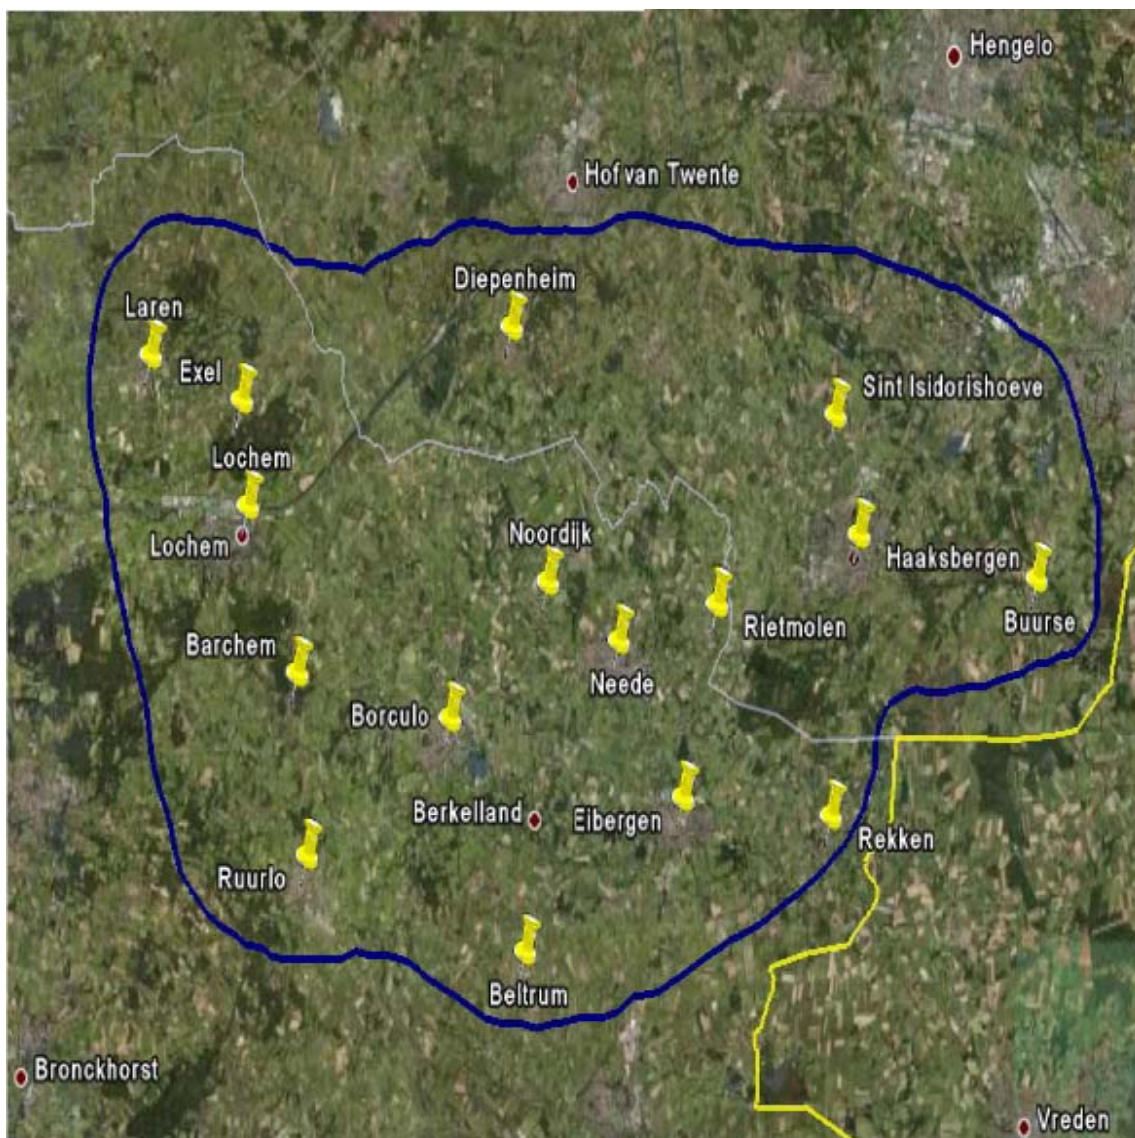 Hengelo
Hof van Twente
Diepenheim
Laren
Exel
Sint Isidorishoeve
Lochem
Lochem
Noordijk
Haaksbergen
Buurse
Rietmolen
Barchem
Neede
Borculo
Berkelland
Eibergen
Rekken
Ruurlo
Beltrum
Bronckhorst
Vreden